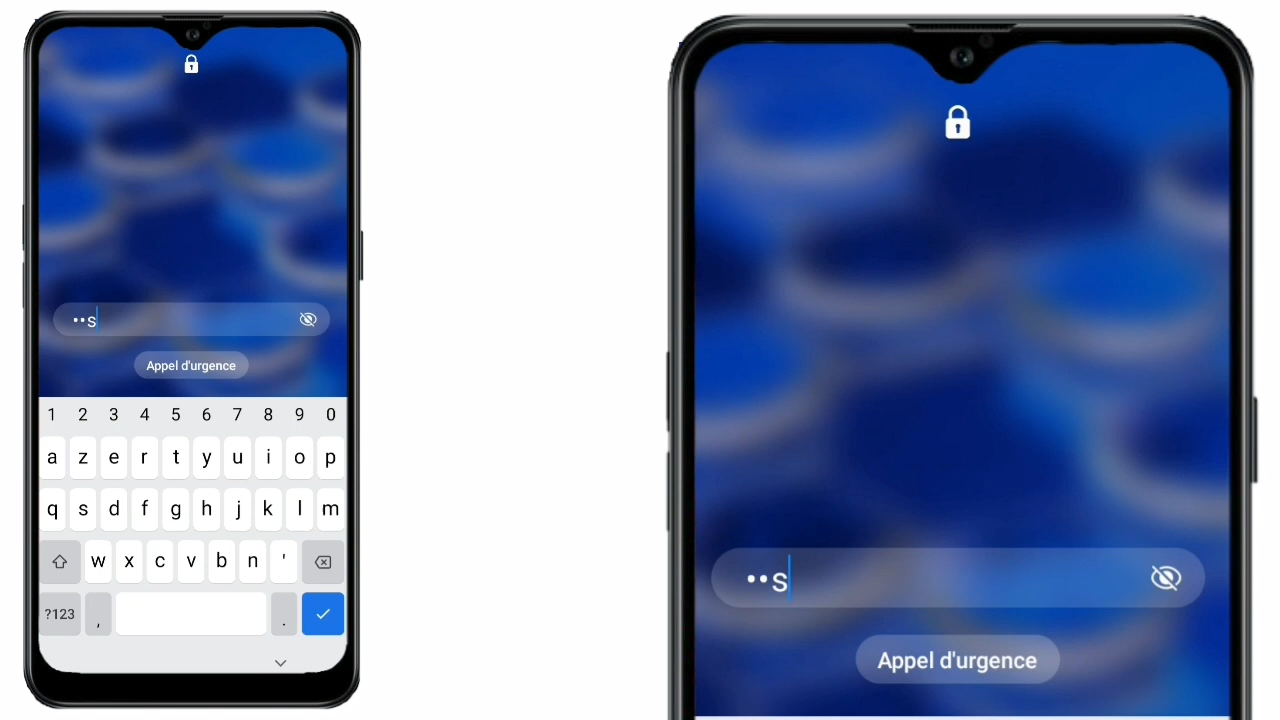 ••s
Appel d'urgence
1 2 3 4 5 6 7 8 9 0
a z e r t y u i o p
q s d f g h j k l m
w x c v b n '
?123 , .
••s
Appel d'urgence